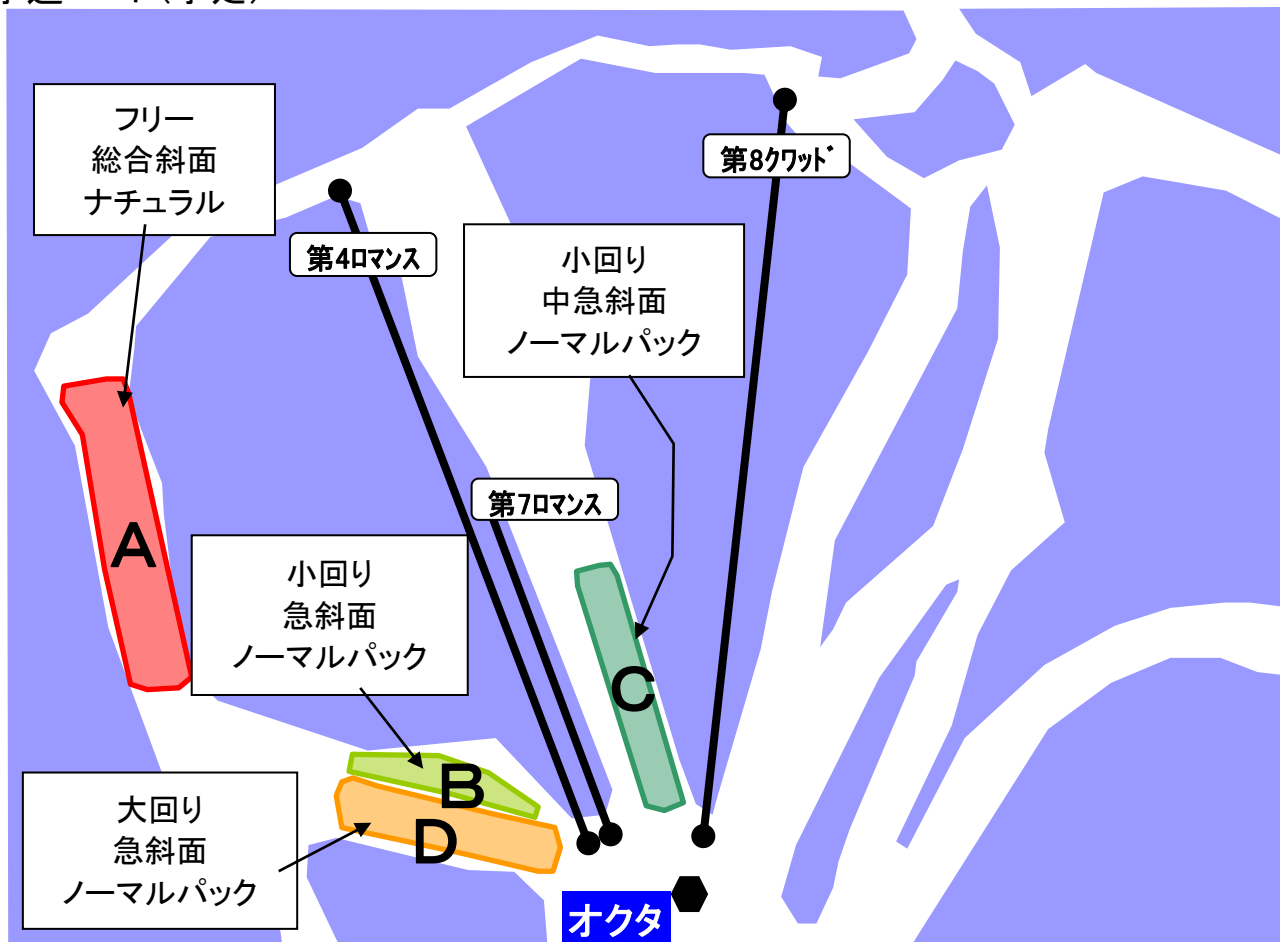 フリー
総合斜面
ナチュラル
第8クワッド
第4ロマンス
小回り
中急斜面
ノーマルパック
第7ロマンス
A
小回り
急斜面
ノーマルパック
C
B
大回り
急斜面
ノーマルパック
D
オクタ